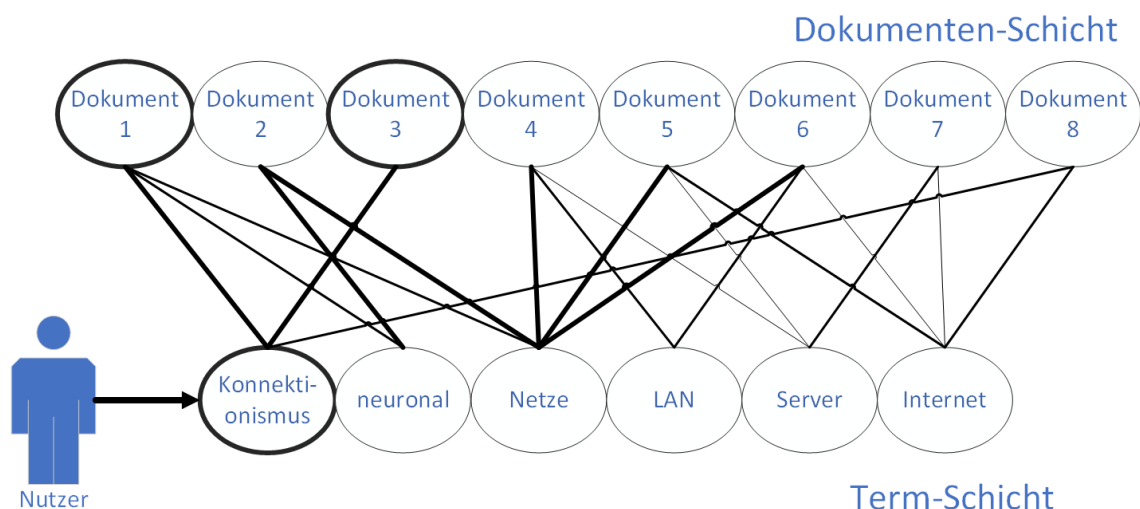 Dokumenten-Schicht
Dokument
1
Dokument
2
Dokument
3
Dokument
4
Dokument
5
Dokument
6
Dokument
7
Dokument
8
Konnekti-
onismus
neuronal
Netze
LAN
Server
Internet
Nutzer
Term-Schicht